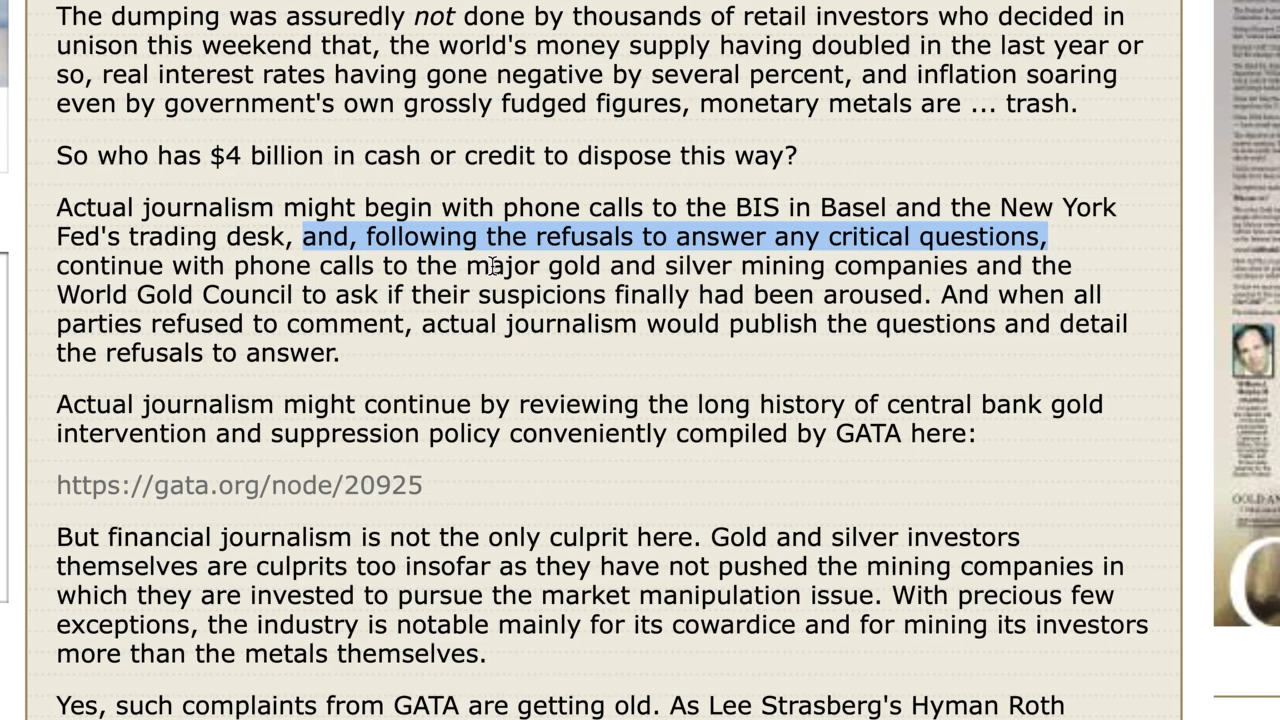 The dumping was assuredly not done by thousands of retail investors who decided in
unison this weekend that, the world's money supply having doubled in the last year or
so, real interest rates having gone negative by several percent, and inflation soaring
even by government's own grossly fudged figures, monetary metals are ... trash.
So who has $4 billion in cash or credit to dispose this way?
Actual journalism might begin with phone calls to the BIS in Basel and the New York
Fed's trading desk, and, following the refusals to answer any critical questions,
continue with phone calls to the major gold and silver mining companies and the
World Gold Council to ask if their suspicions finally had been aroused. And when all
parties refused to comment, actual journalism would publish the questions and detail
the refusals to answer.
Actual journalism might continue by reviewing the long history of central bank gold
intervention and suppression policy conveniently compiled by GATA here:
https://gata.org/node/20925
But financial journalism is not the only culprit here. Gold and silver investors
themselves are culprits too insofar as they have not pushed the mining companies in
which they are invested to pursue the market manipulation issue. With precious few
exceptions, the industry is notable mainly for its cowardice and for mining its investors
more than the metals themselves.
Yes, such complaints from GATA are getting old. As Lee Strasberg's Hyman Roth